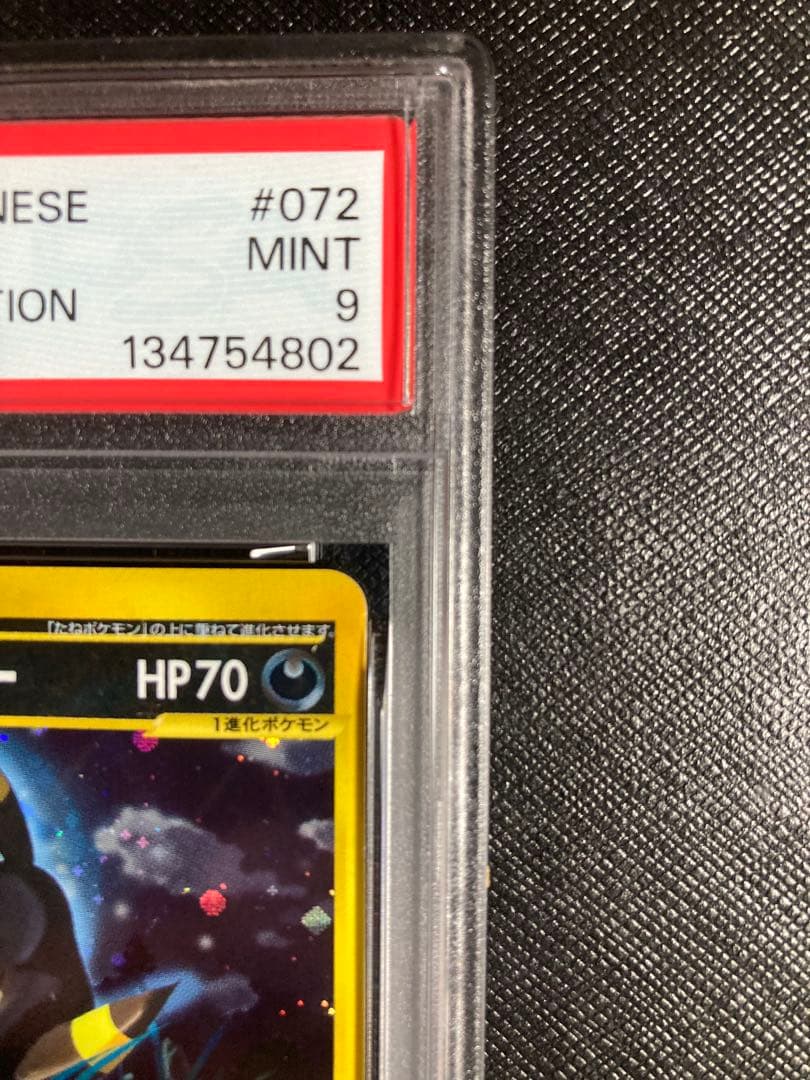 NESE #072
MINT
TION 9
134754802
『たねポケモン』の上に重ねて進化させます。
ー HP70
1進化ポケモン